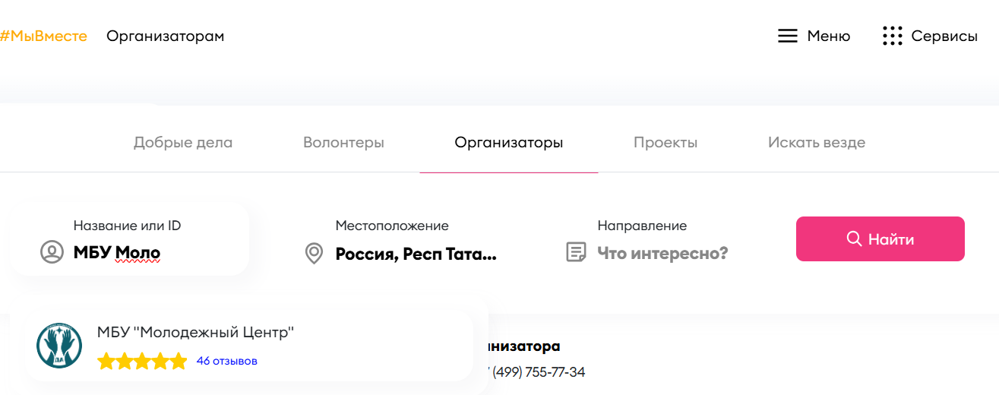 #МыВместе Организаторам Меню Сервисы
Добрые дела Волонтеры Организаторы Проекты Искать везде
Название или ID Местоположение Направление
МБУ Моло Россия, Респ Тата... Что интересно? Найти
МБУ "Молодежный Центр"
46 отзывов
низатора
(499) 755-77-34